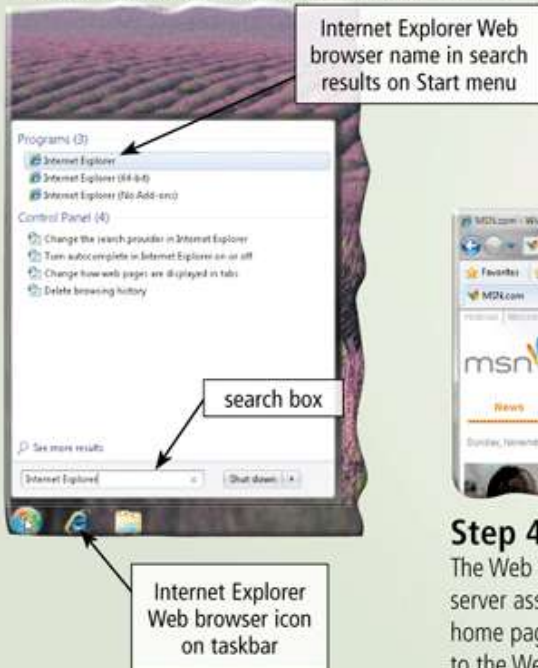 Internet Explorer Web
browser name in search
results on Start menu
Programs (3)
Internet Explorer
Internet Explorer (64-bit)
Internet Explorer (No Add-ons)
Control Panel (4)
Change the search provider in Internet Explorer
Turn autocomplete in Internet Explorer on or off
Change how web pages are displayed in tabs
Delete browsing history
search box
See more results
Internet Explorer
Shut down
Internet Explorer
Web browser icon
on taskbar
MSN.com - W
Favorites
MSN.com
msn
News
Sunday, Novemb
Step 4
The Web
server ass
home pag
to the We